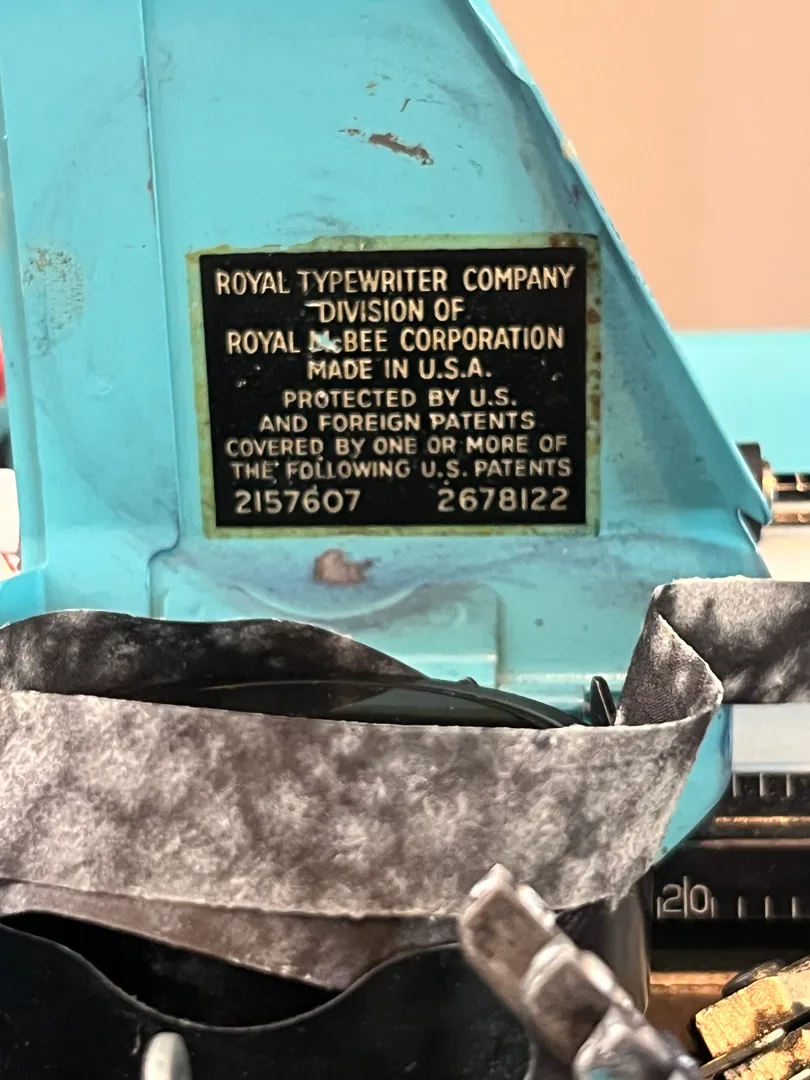 ROYAL TYPEWRITER COMPANY
DIVISION OF
ROYAL McBEE CORPORATION
MADE IN U.S.A.
PROTECTED BY U.S.
AND FOREIGN PATENTS
COVERED BY ONE OR MORE OF
THE FOLLOWING U.S. PATENTS
2157607 2678122
20